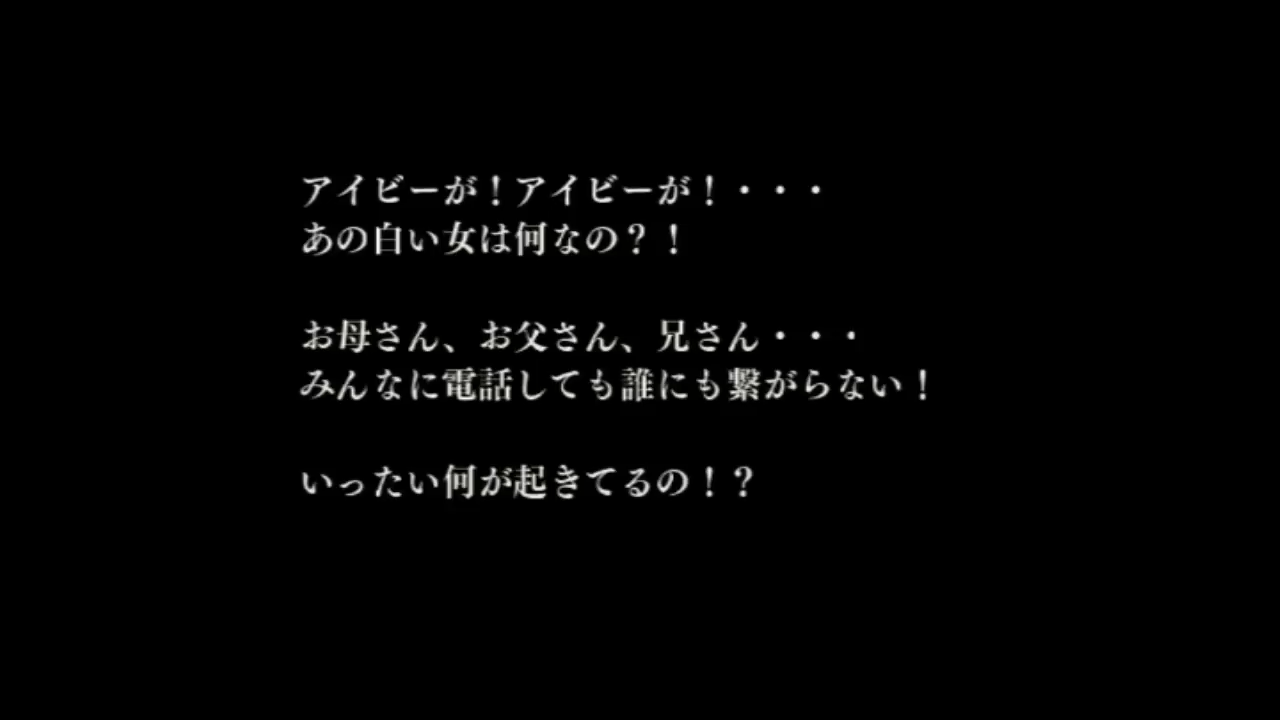 アイビーが！アイビーが！・・・
あの白い女は何なの？！
お母さん、お父さん、兄さん・・・
みんなに電話しても誰にも繋がらない！
いったい何が起きてるの！？